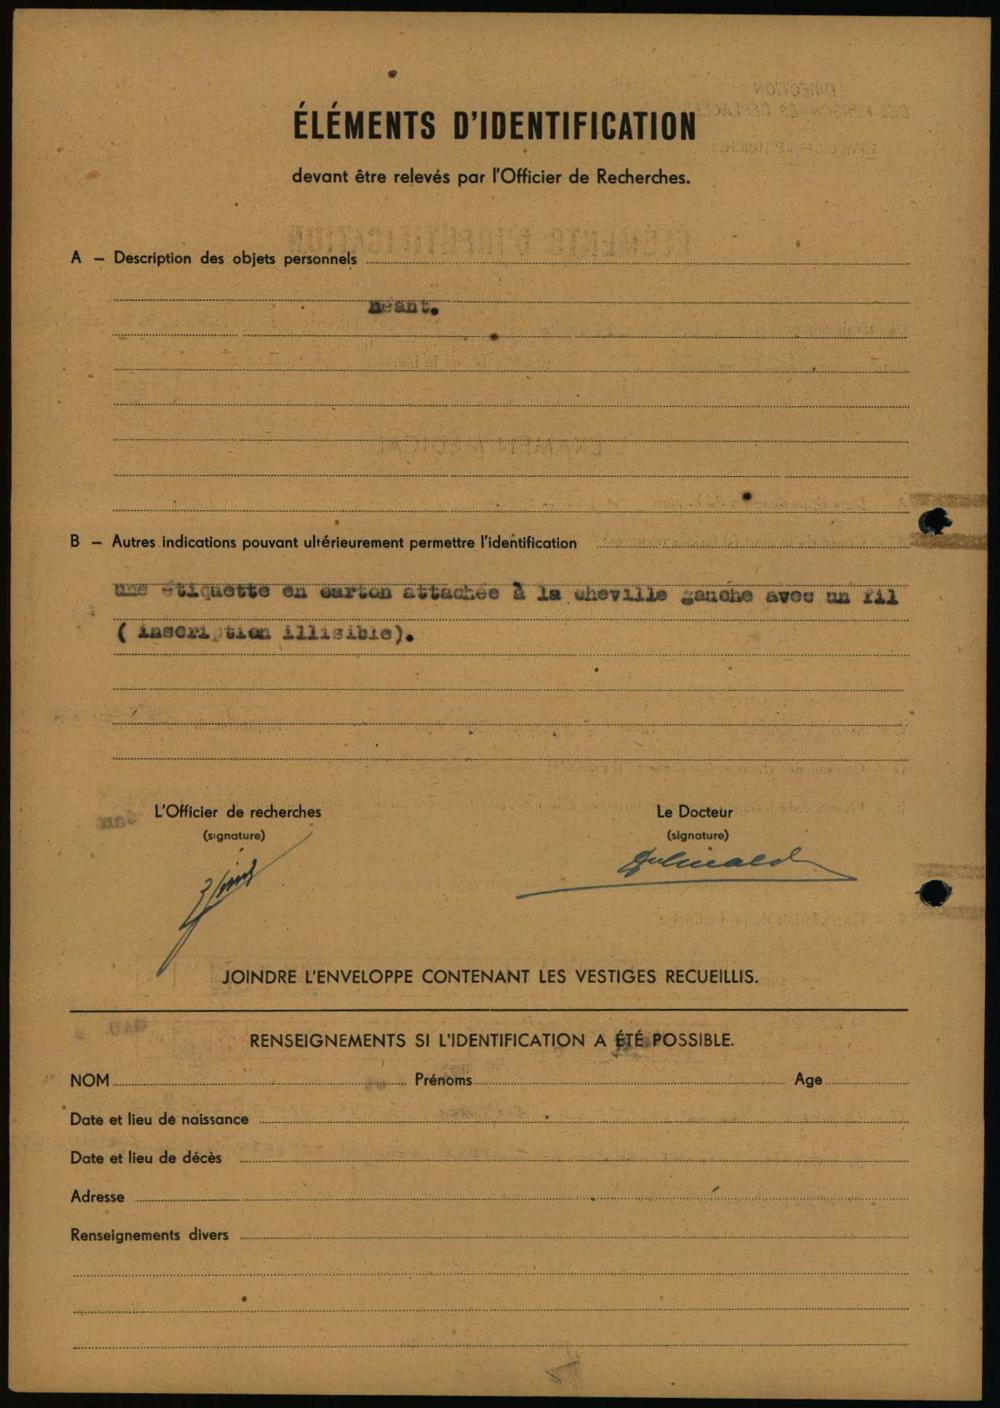 ÉLÉMENTS D'IDENTIFICATION
devant être relevés par l'Officier de Recherches.
A – Description des objets personnels
néant.
B – Autres indications pouvant ultérieurement permettre l'identification
une étiquette en carton attachée à la cheville gauche avec un fil
( inscription illisible).
L'Officier de recherches
(signature)
Le Docteur
(signature)
JOINDRE L'ENVELOPPE CONTENANT LES VESTIGES RECUEILLIS.
RENSEIGNEMENTS SI L'IDENTIFICATION A ÉTÉ POSSIBLE.
NOM Prénoms Age
Date et lieu de naissance
Date et lieu de décès
Adresse
Renseignements divers